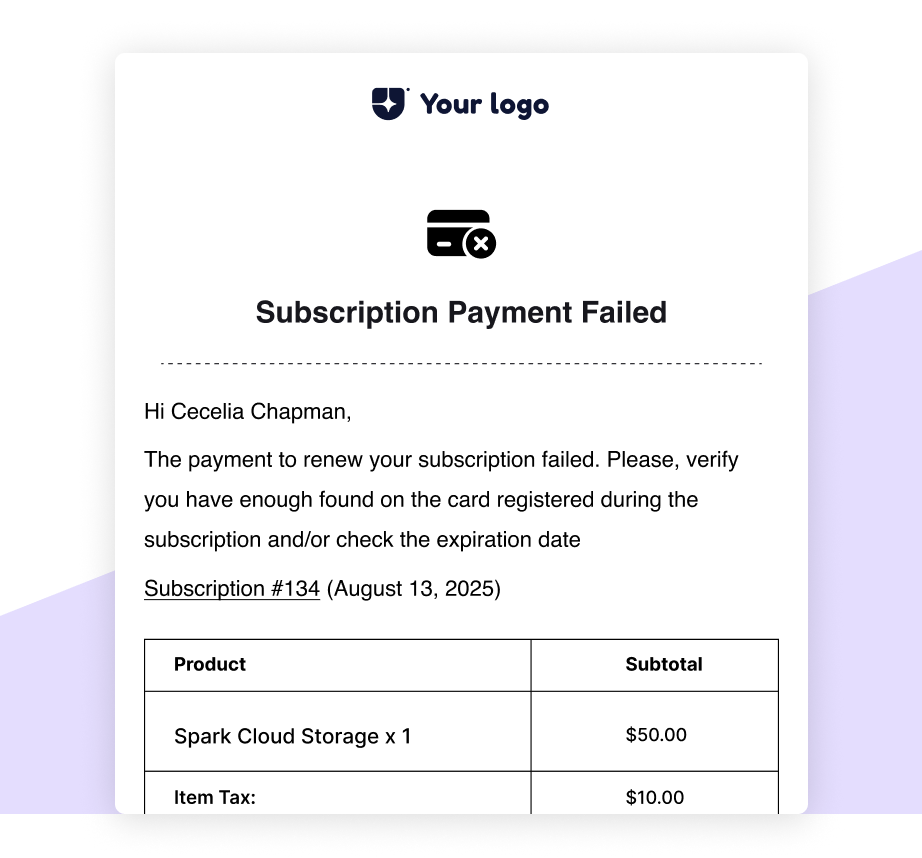 Your logo
Subscription Payment Failed
Hi Cecelia Chapman,
The payment to renew your subscription failed. Please, verify
you have enough found on the card registered during the
subscription and/or check the expiration date
Subscription #134 (August 13, 2025)
Product Subtotal
Spark Cloud Storage x 1 $50.00
Item Tax: $10.00